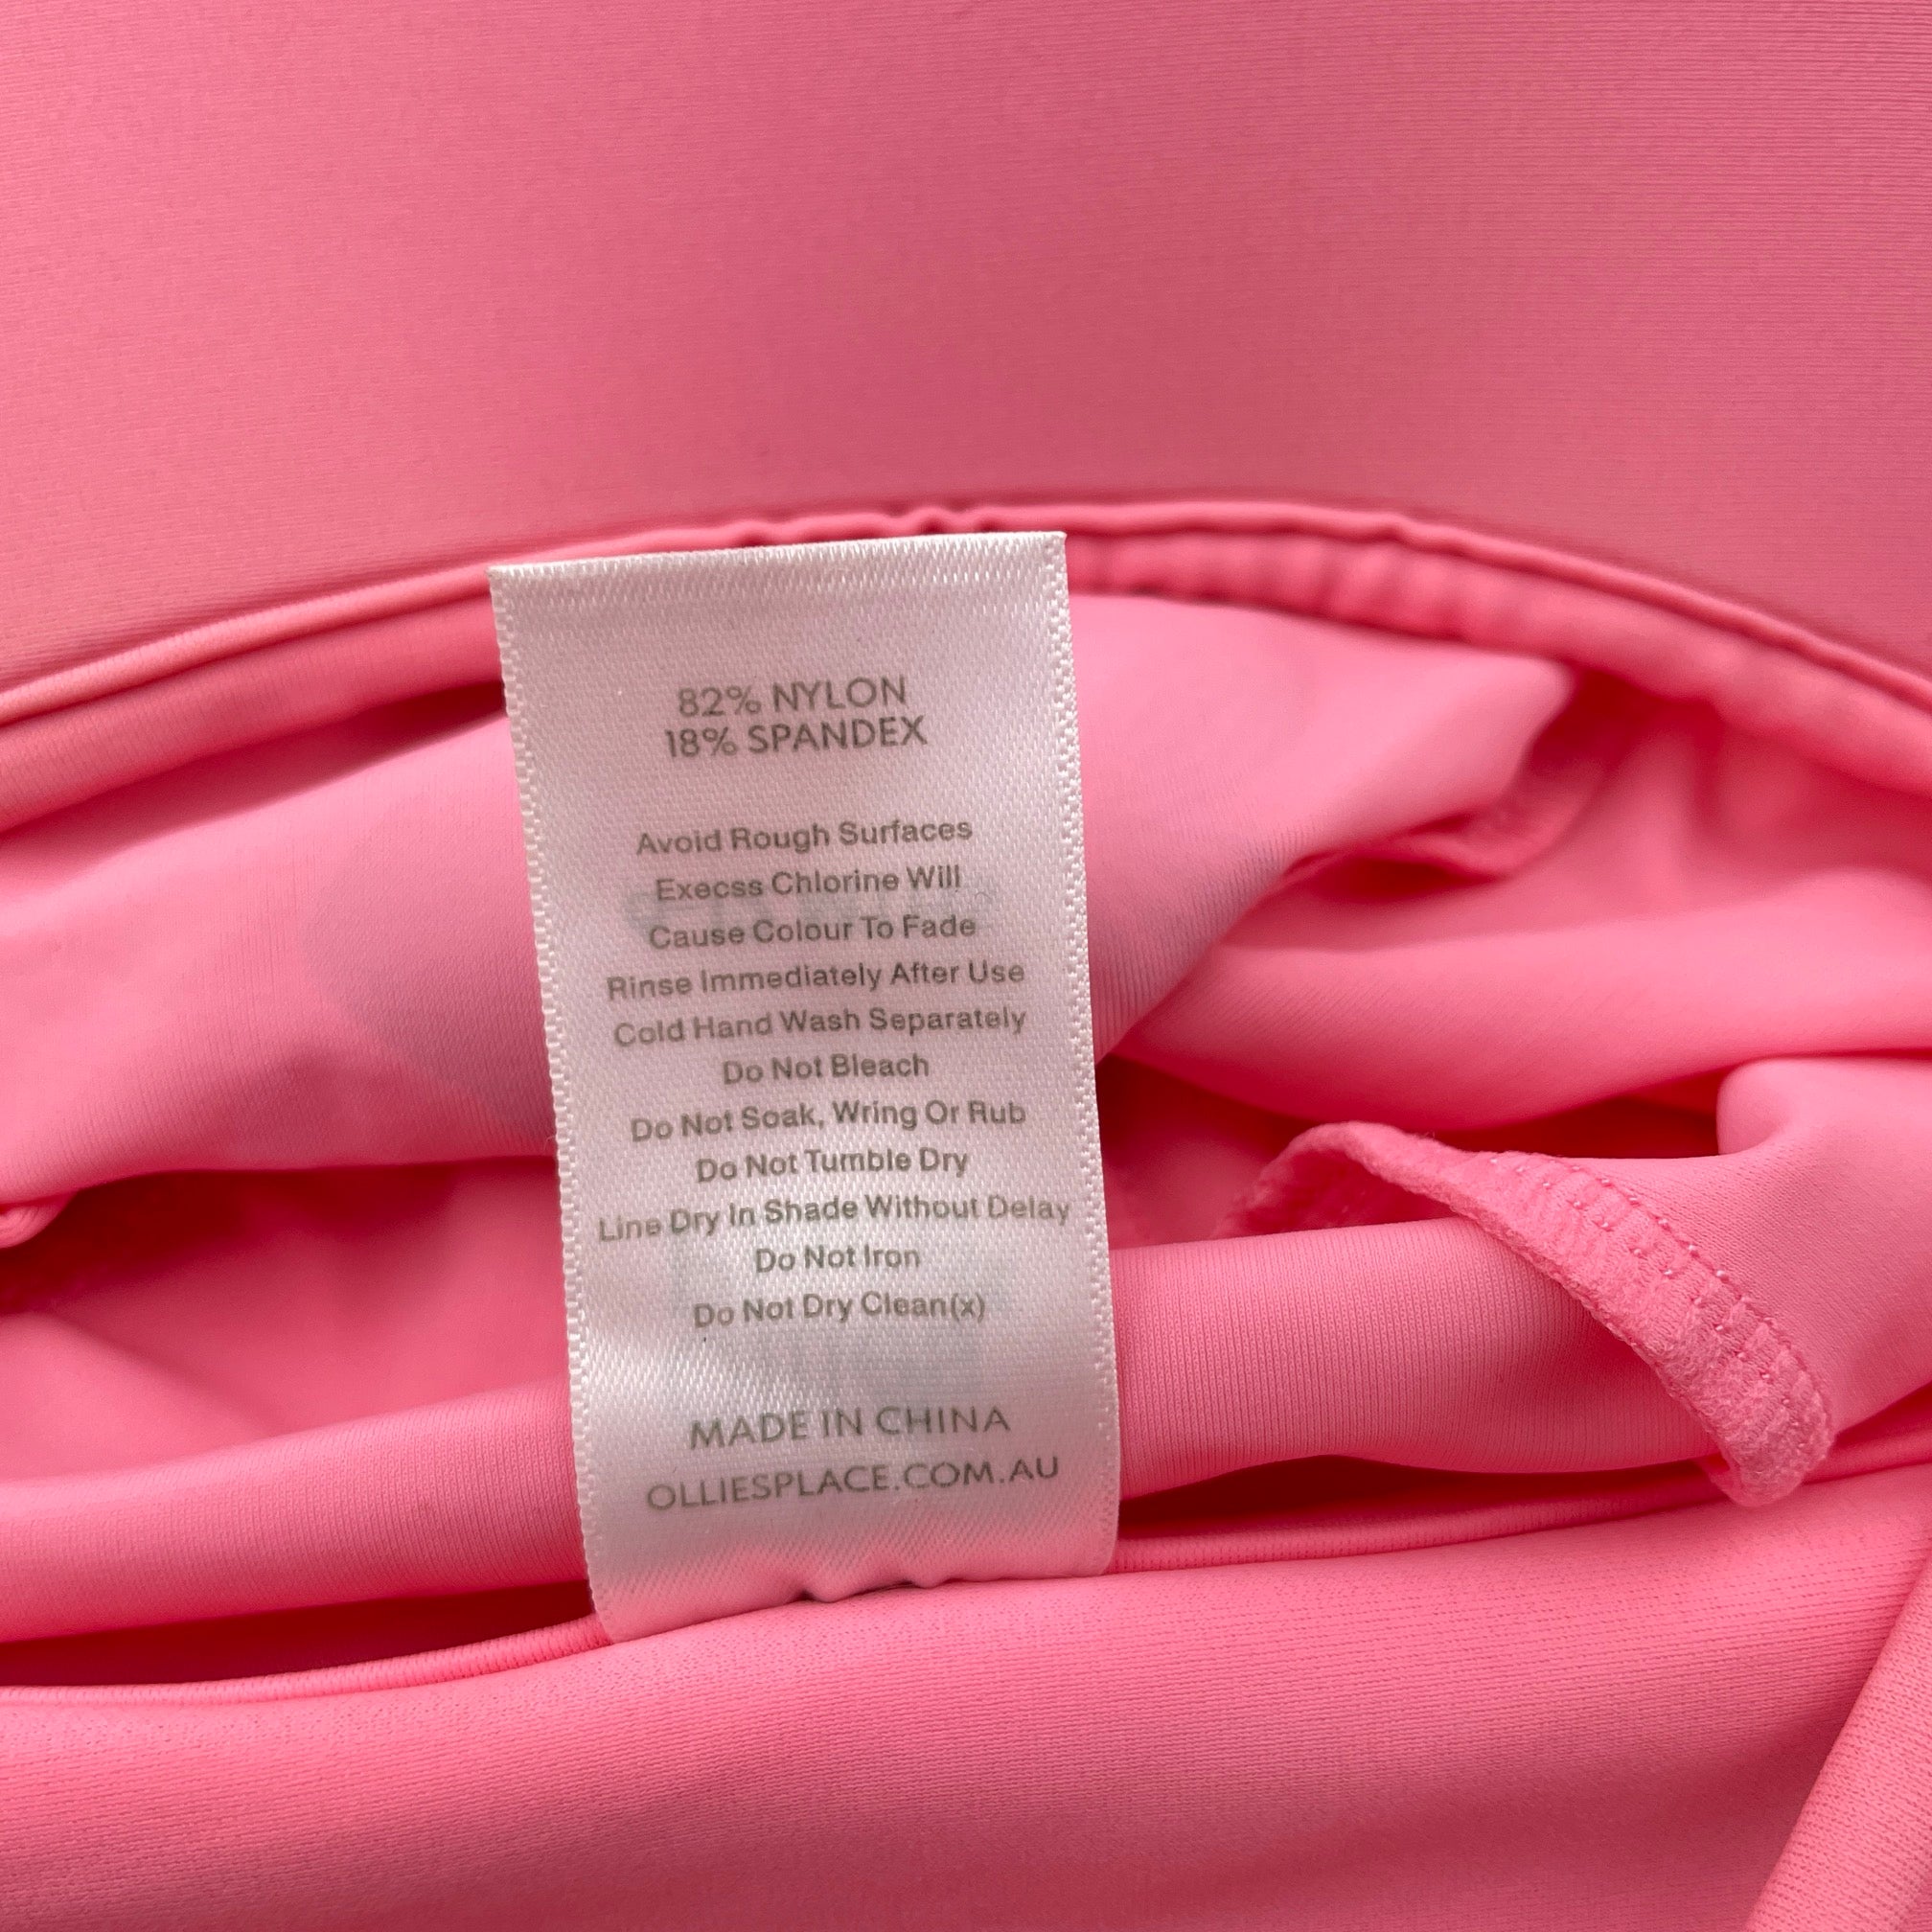 82% NYLON
18% SPANDEX
Avoid Rough Surfaces
Execss Chlorine Will
Cause Colour To Fade
Rinse Immediately After Use
Cold Hand Wash Separately
Do Not Bleach
Do Not Soak, Wring Or Rub
Do Not Tumble Dry
Line Dry In Shade Without Delay
Do Not Iron
Do Not Dry Clean(x)
MADE IN CHINA
OLLIESPLACE.COM.AU